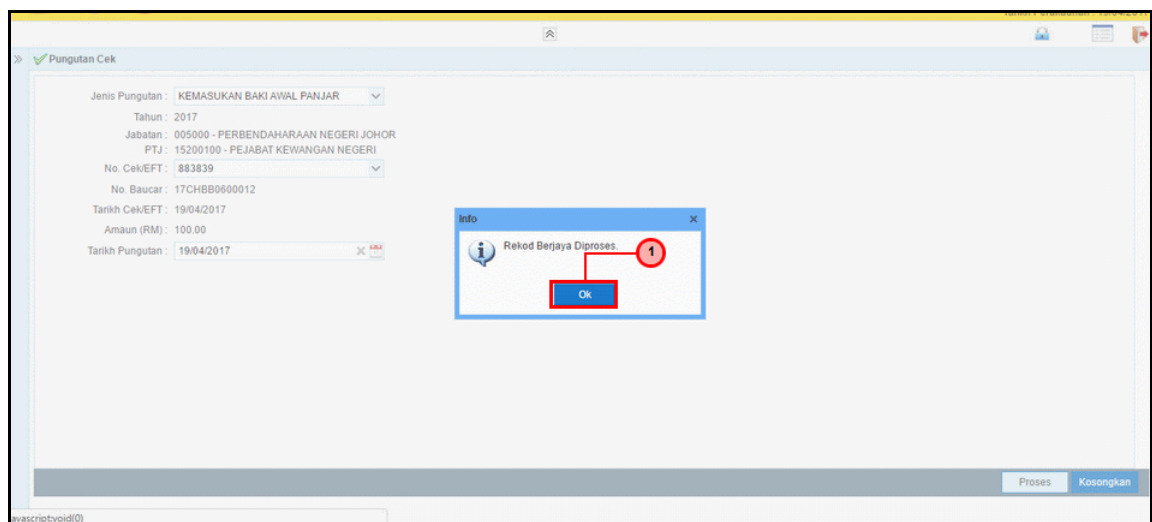 Pungutan Cek
Jenis Pungutan : KEMASUKAN BAKI AWAL PANJAR
Tahun : 2017
Jabatan : 005000 - PERBENDAHARAAN NEGERI JOHOR
PTJ : 15200100 - PEJABAT KEWANGAN NEGERI
No. Cek/EFT : 883839
No. Baucar : 17CHBB0600012
Tarikh Cek/EFT : 19/04/2017
Amaun (RM) : 100.00
Tarikh Pungutan : 19/04/2017
Info
Rekod Berjaya Diproses.
1
Ok
Proses Kosongkan
avascript:void(0)